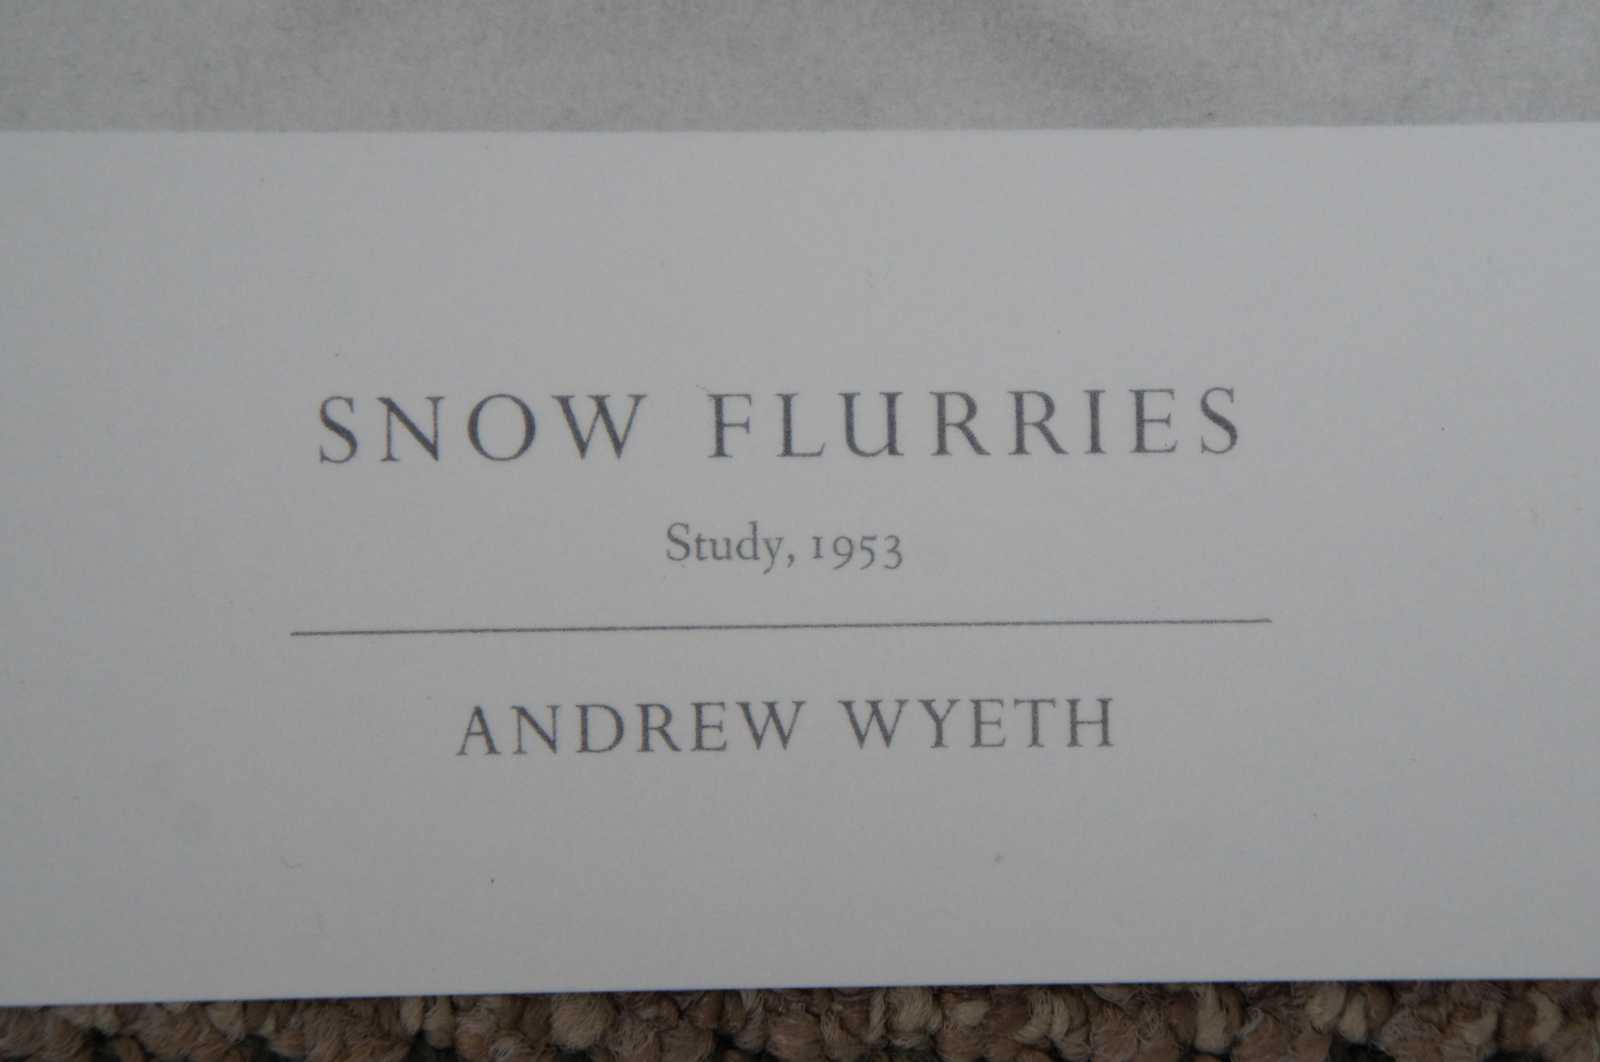 SNOW FLURRIES
Study, 1953
ANDREW WYETH